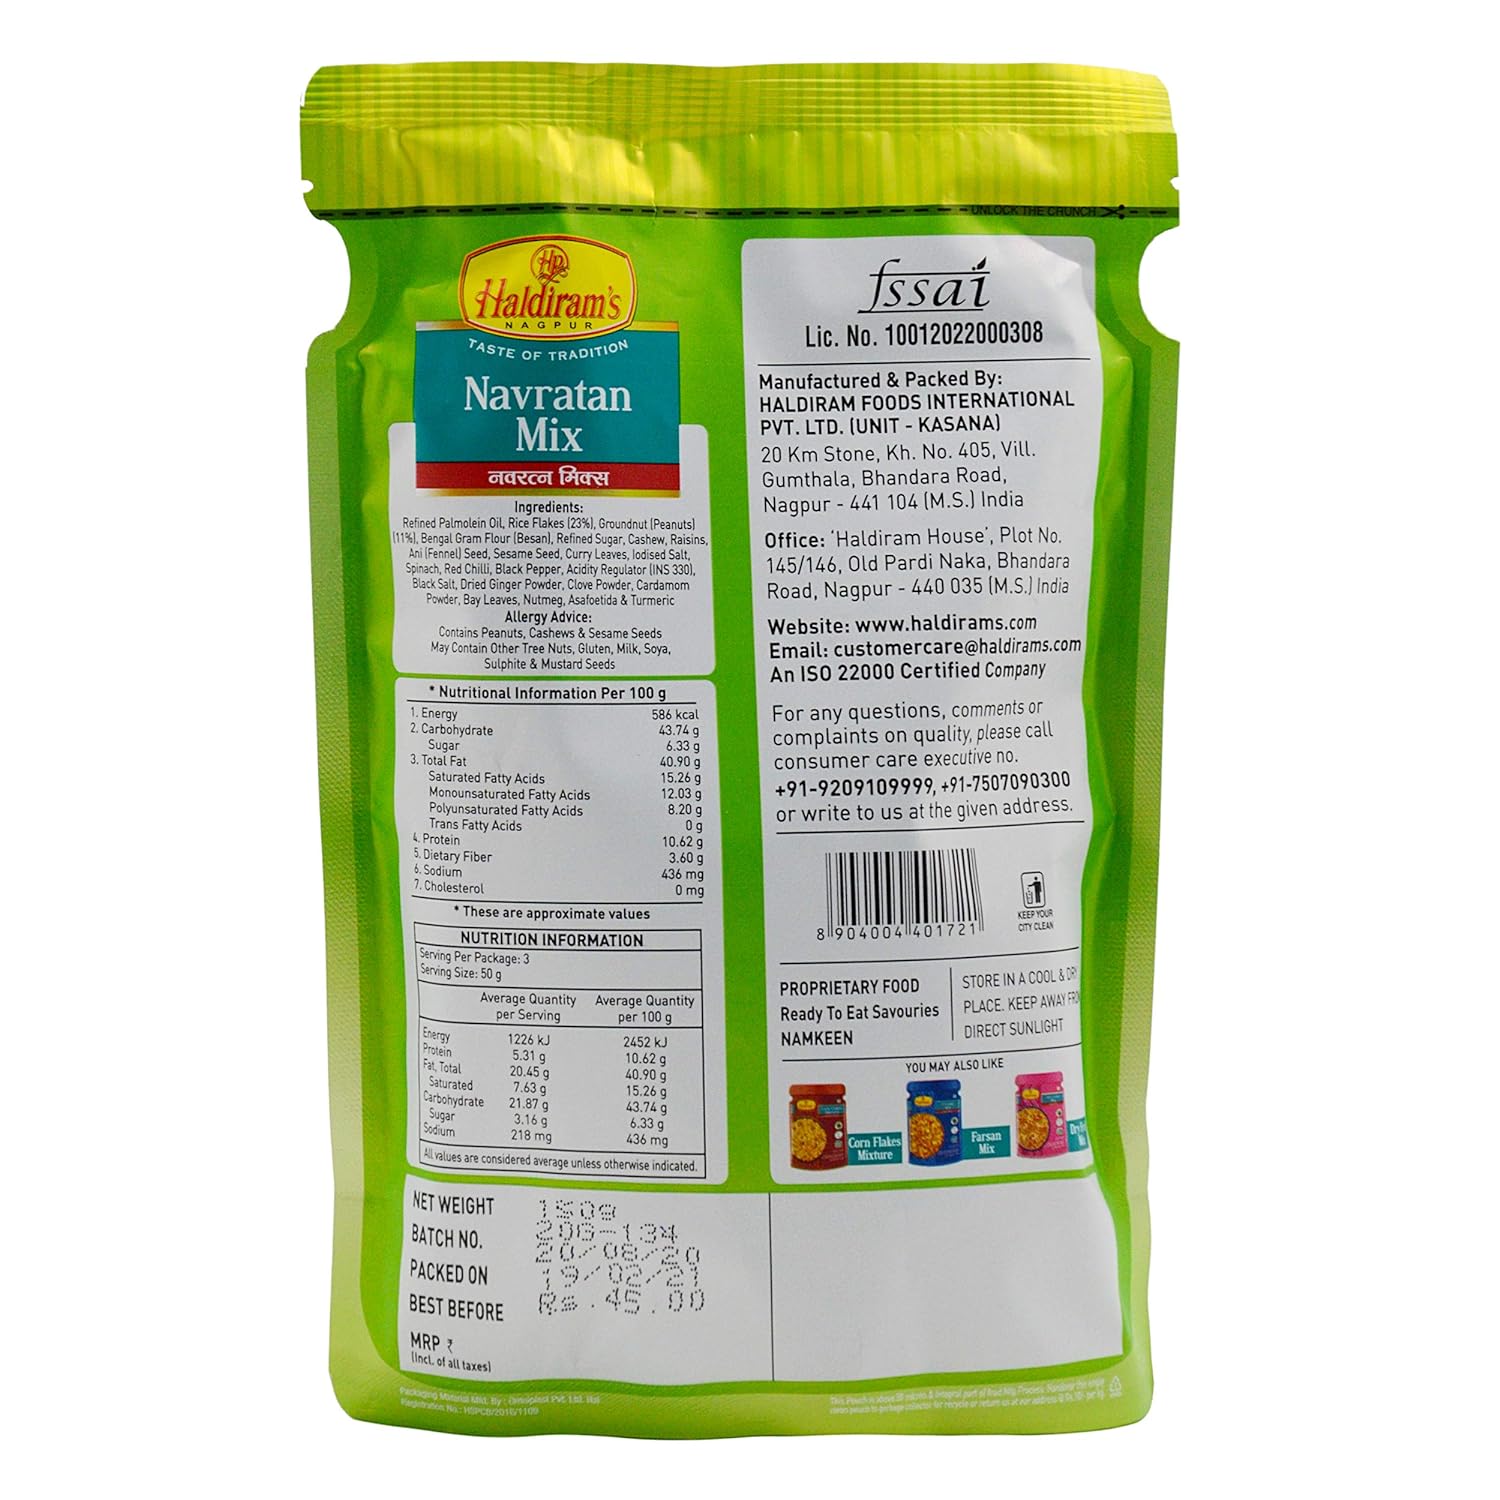 UNLOCK THE CRUNCH
HR
Haldiram's
NAGPUR
TASTE OF TRADITION
Navratan
Mix
नवरत्न मिक्स
Ingredients:
Refined Palmolein Oil, Rice Flakes (23%), Groundnut (Peanuts)
(11%), Bengal Gram Flour (Besan), Refined Sugar, Cashew, Raisins,
Ani (Fennel) Seed, Sesame Seed, Curry Leaves, Iodised Salt,
Spinach, Red Chilli, Black Pepper, Acidity Regulator (INS 330),
Black Salt, Dried Ginger Powder, Clove Powder, Cardamom
Powder, Bay Leaves, Nutmeg, Asafoetida & Turmeric
Allergy Advice:
Contains Peanuts, Cashews & Sesame Seeds
May Contain Other Tree Nuts, Gluten, Milk, Soya,
Sulphite & Mustard Seeds
* Nutritional Information Per 100 g
1. Energy 586 kcal
2. Carbohydrate 43.74 g
Sugar 6.33 g
3. Total Fat 40.90 g
Saturated Fatty Acids 15.26 g
Monounsaturated Fatty Acids 12.03 g
Polyunsaturated Fatty Acids 8.20 g
Trans Fatty Acids 0 g
4. Protein 10.62 g
5. Dietary Fiber 3.60 g
6. Sodium 436 mg
7. Cholesterol 0 mg
* These are approximate values
NUTRITION INFORMATION
Serving Per Package: 3
Serving Size: 50 g
Average Quantity Average Quantity
per Serving per 100 g
Energy 1226 kJ 2452 kJ
Protein 5.31 g 10.62 g
Fat, Total 20.45 g 40.90 g
Saturated 7.63 g 15.26 g
Carbohydrate 21.87 g 43.74 g
Sugar 3.16 g 6.33 g
Sodium 218 mg 436 mg
All values are considered average unless otherwise indicated.
NET WEIGHT 150g
BATCH NO. 206-134
PACKED ON 20/08/20
BEST BEFORE 19/02/21
MRP ₹ Rs.45.00
(Incl. of all taxes)
fssai
Lic. No. 10012022000308
Manufactured & Packed By:
HALDIRAM FOODS INTERNATIONAL
PVT. LTD. (UNIT - KASANA)
20 Km Stone, Kh. No. 405, Vill.
Gumthala, Bhandara Road,
Nagpur - 441 104 (M.S.) India
Office: 'Haldiram House', Plot No.
145/146, Old Pardi Naka, Bhandara
Road, Nagpur - 440 035 (M.S.) India
Website: www.haldirams.com
Email: customercare@haldirams.com
An ISO 22000 Certified Company
For any questions, comments or
complaints on quality, please call
consumer care executive no.
+91-9209109999, +91-7507090300
or write to us at the given address.
8 904004 401721
KEEP YOUR
CITY CLEAN
PROPRIETARY FOOD
Ready To Eat Savouries
NAMKEEN
STORE IN A COOL & DRY
PLACE. KEEP AWAY FROM
DIRECT SUNLIGHT
YOU MAY ALSO LIKE
Corn Flakes
Mixture
Farsan
Mix
Packaging Material Mfd. By :
Registration No.: HSPCB/2016/1109